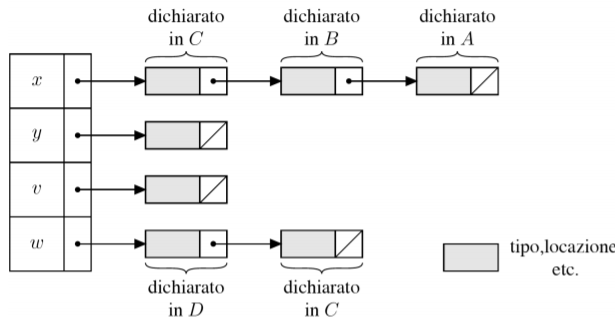 dichiarato
in C
dichiarato
in B
dichiarato
in A
x
y
v
w
dichiarato
in D
dichiarato
in C
tipo,locazione
etc.